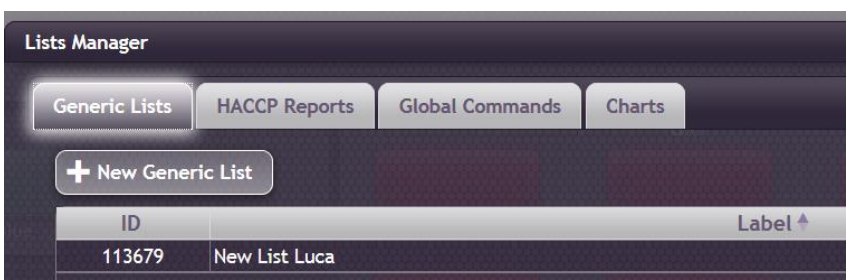 Lists Manager
Generic Lists HACCP Reports Global Commands Charts
New Generic List
ID Label
113679 New List Luca